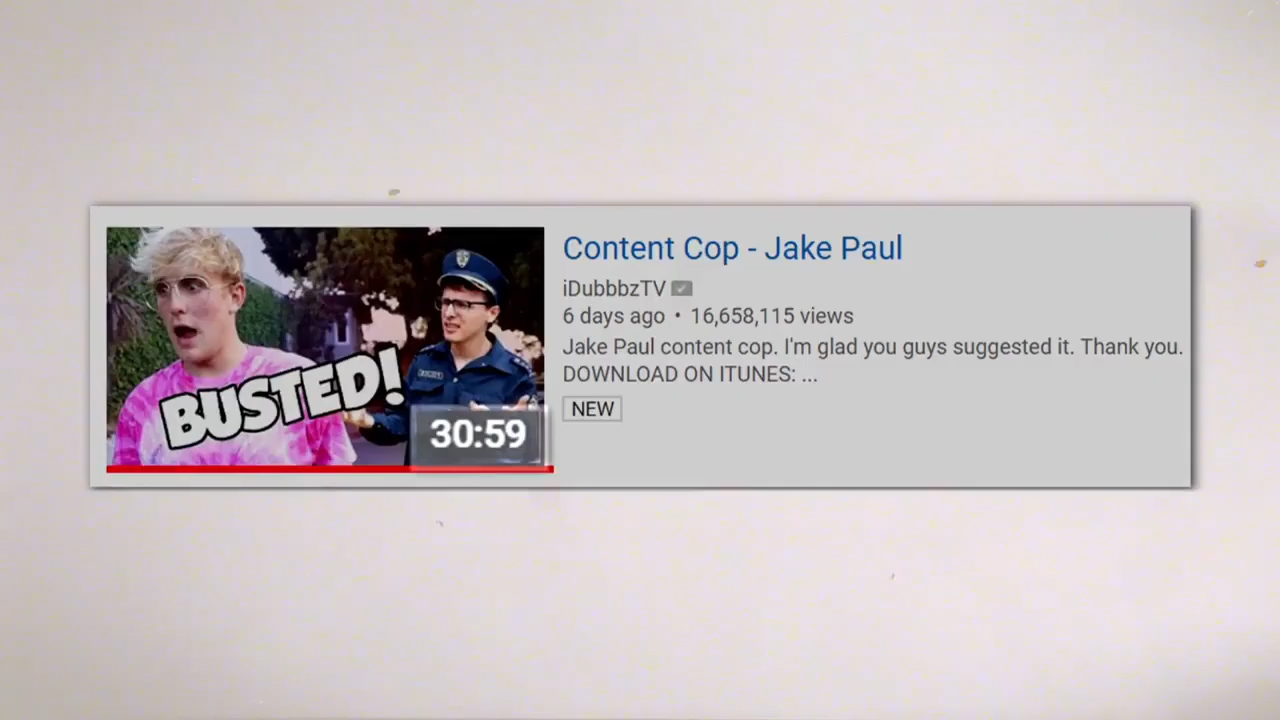 Content Cop - Jake Paul
iDubbbzTV
6 days ago • 16,658,115 views
Jake Paul content cop. I'm glad you guys suggested it. Thank you.
DOWNLOAD ON ITUNES: ...
NEW
BUSTED!
30:59